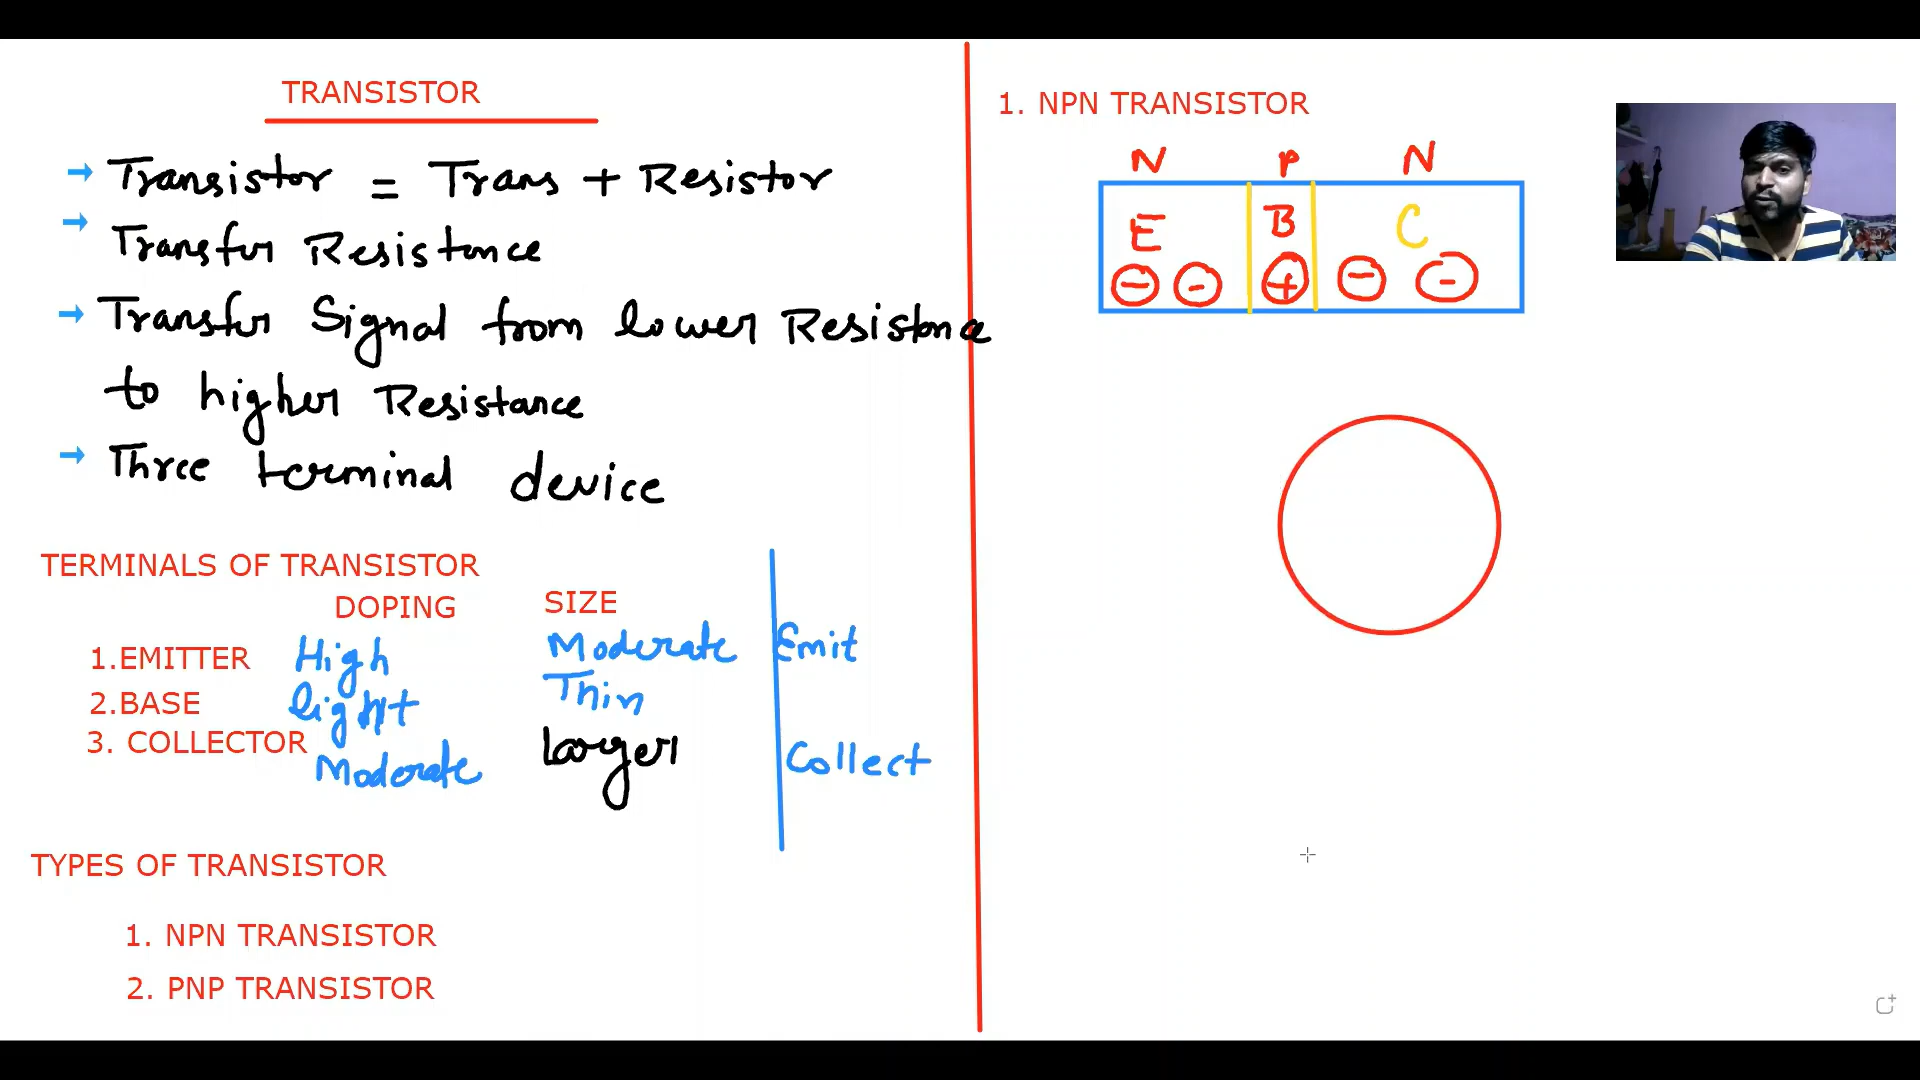 TRANSISTOR
→ Transistor = Trans + Resistor
→ Transfer Resistance
→ Transfer Signal from lower Resistance
to higher Resistance
→ Three terminal device
TERMINALS OF TRANSISTOR
DOPING SIZE
1.EMITTER High Moderate Emit
2.BASE light Thin
3. COLLECTOR Moderate Larger Collect
TYPES OF TRANSISTOR
1. NPN TRANSISTOR
2. PNP TRANSISTOR
1. NPN TRANSISTOR
N P N
E B C
- - + - -